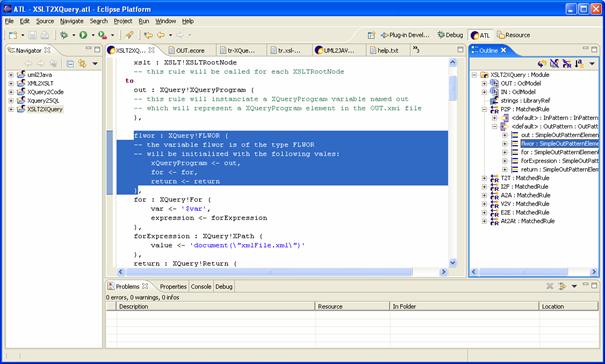 ATL - XSLT2XQuery.atl - Eclipse Platform
File Edit Navigate Search Project Run Window Help
Plug-in Devel... Debug ATL Resource
Navigator
uml2Java
XML2XSLT
XQuery2Code
Xquery2SQL
XSLT2XQuery
XSLT2XQ... OUT.ecore tr-XQue... tr.xsl-... UML2JAV... help.txt
xslt : XSLT!XSLTRootNode
-- this rule will be called for each XSLTRootNode
to
out : XQuery!XQueryProgram (
-- this rule will instanciate a XQueryProgram variable named out
-- which will represent a XQueryProgram element in the OUT.xmi file
),
flwor : XQuery!FLWOR (
-- the variable flwor is of the type FLWOR
-- will be initialized with the following vales:
xQueryProgram <- out,
for <- for,
return <- return
),
for : XQuery!For (
var <- '$var',
expression <- forExpression
),
forExpression : XQuery!XPath (
value <- 'document(\"xmlFile.xml\")'
),
return : XQuery!Return (
Outline
XSLT2XQuery : Module
OUT : OclModel
IN : OclModel
strings : LibraryRef
P2P : MatchedRule
<default> : InPattern : InPatte
<default> : OutPattern : OutPat
out : SimpleOutPatternElem
flwor : SimpleOutPatternElem
for : SimpleOutPatternElem
forExpression : SimpleOutP
return : SimpleOutPatternE
T2T : MatchedRule
I2F : MatchedRule
A2A : MatchedRule
V2V : MatchedRule
E2E : MatchedRule
At2At : MatchedRule
Problems Properties Console Debug
0 errors, 0 warnings, 0 infos
Description Resource In Folder Location